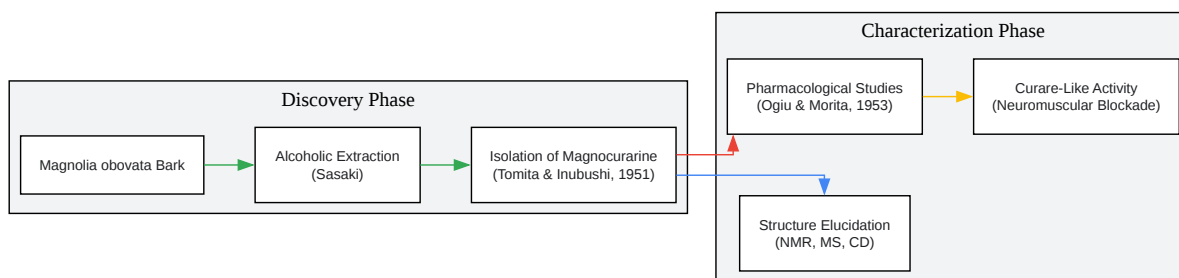 Discovery Phase
Magnolia obovata Bark
Alcoholic Extraction
(Sasaki)
Isolation of Magnocurarine
(Tomita & Inubushi, 1951)
Characterization Phase
Pharmacological Studies
(Ogiu & Morita, 1953)
Curare-Like Activity
(Neuromuscular Blockade)
Structure Elucidation
(NMR, MS, CD)